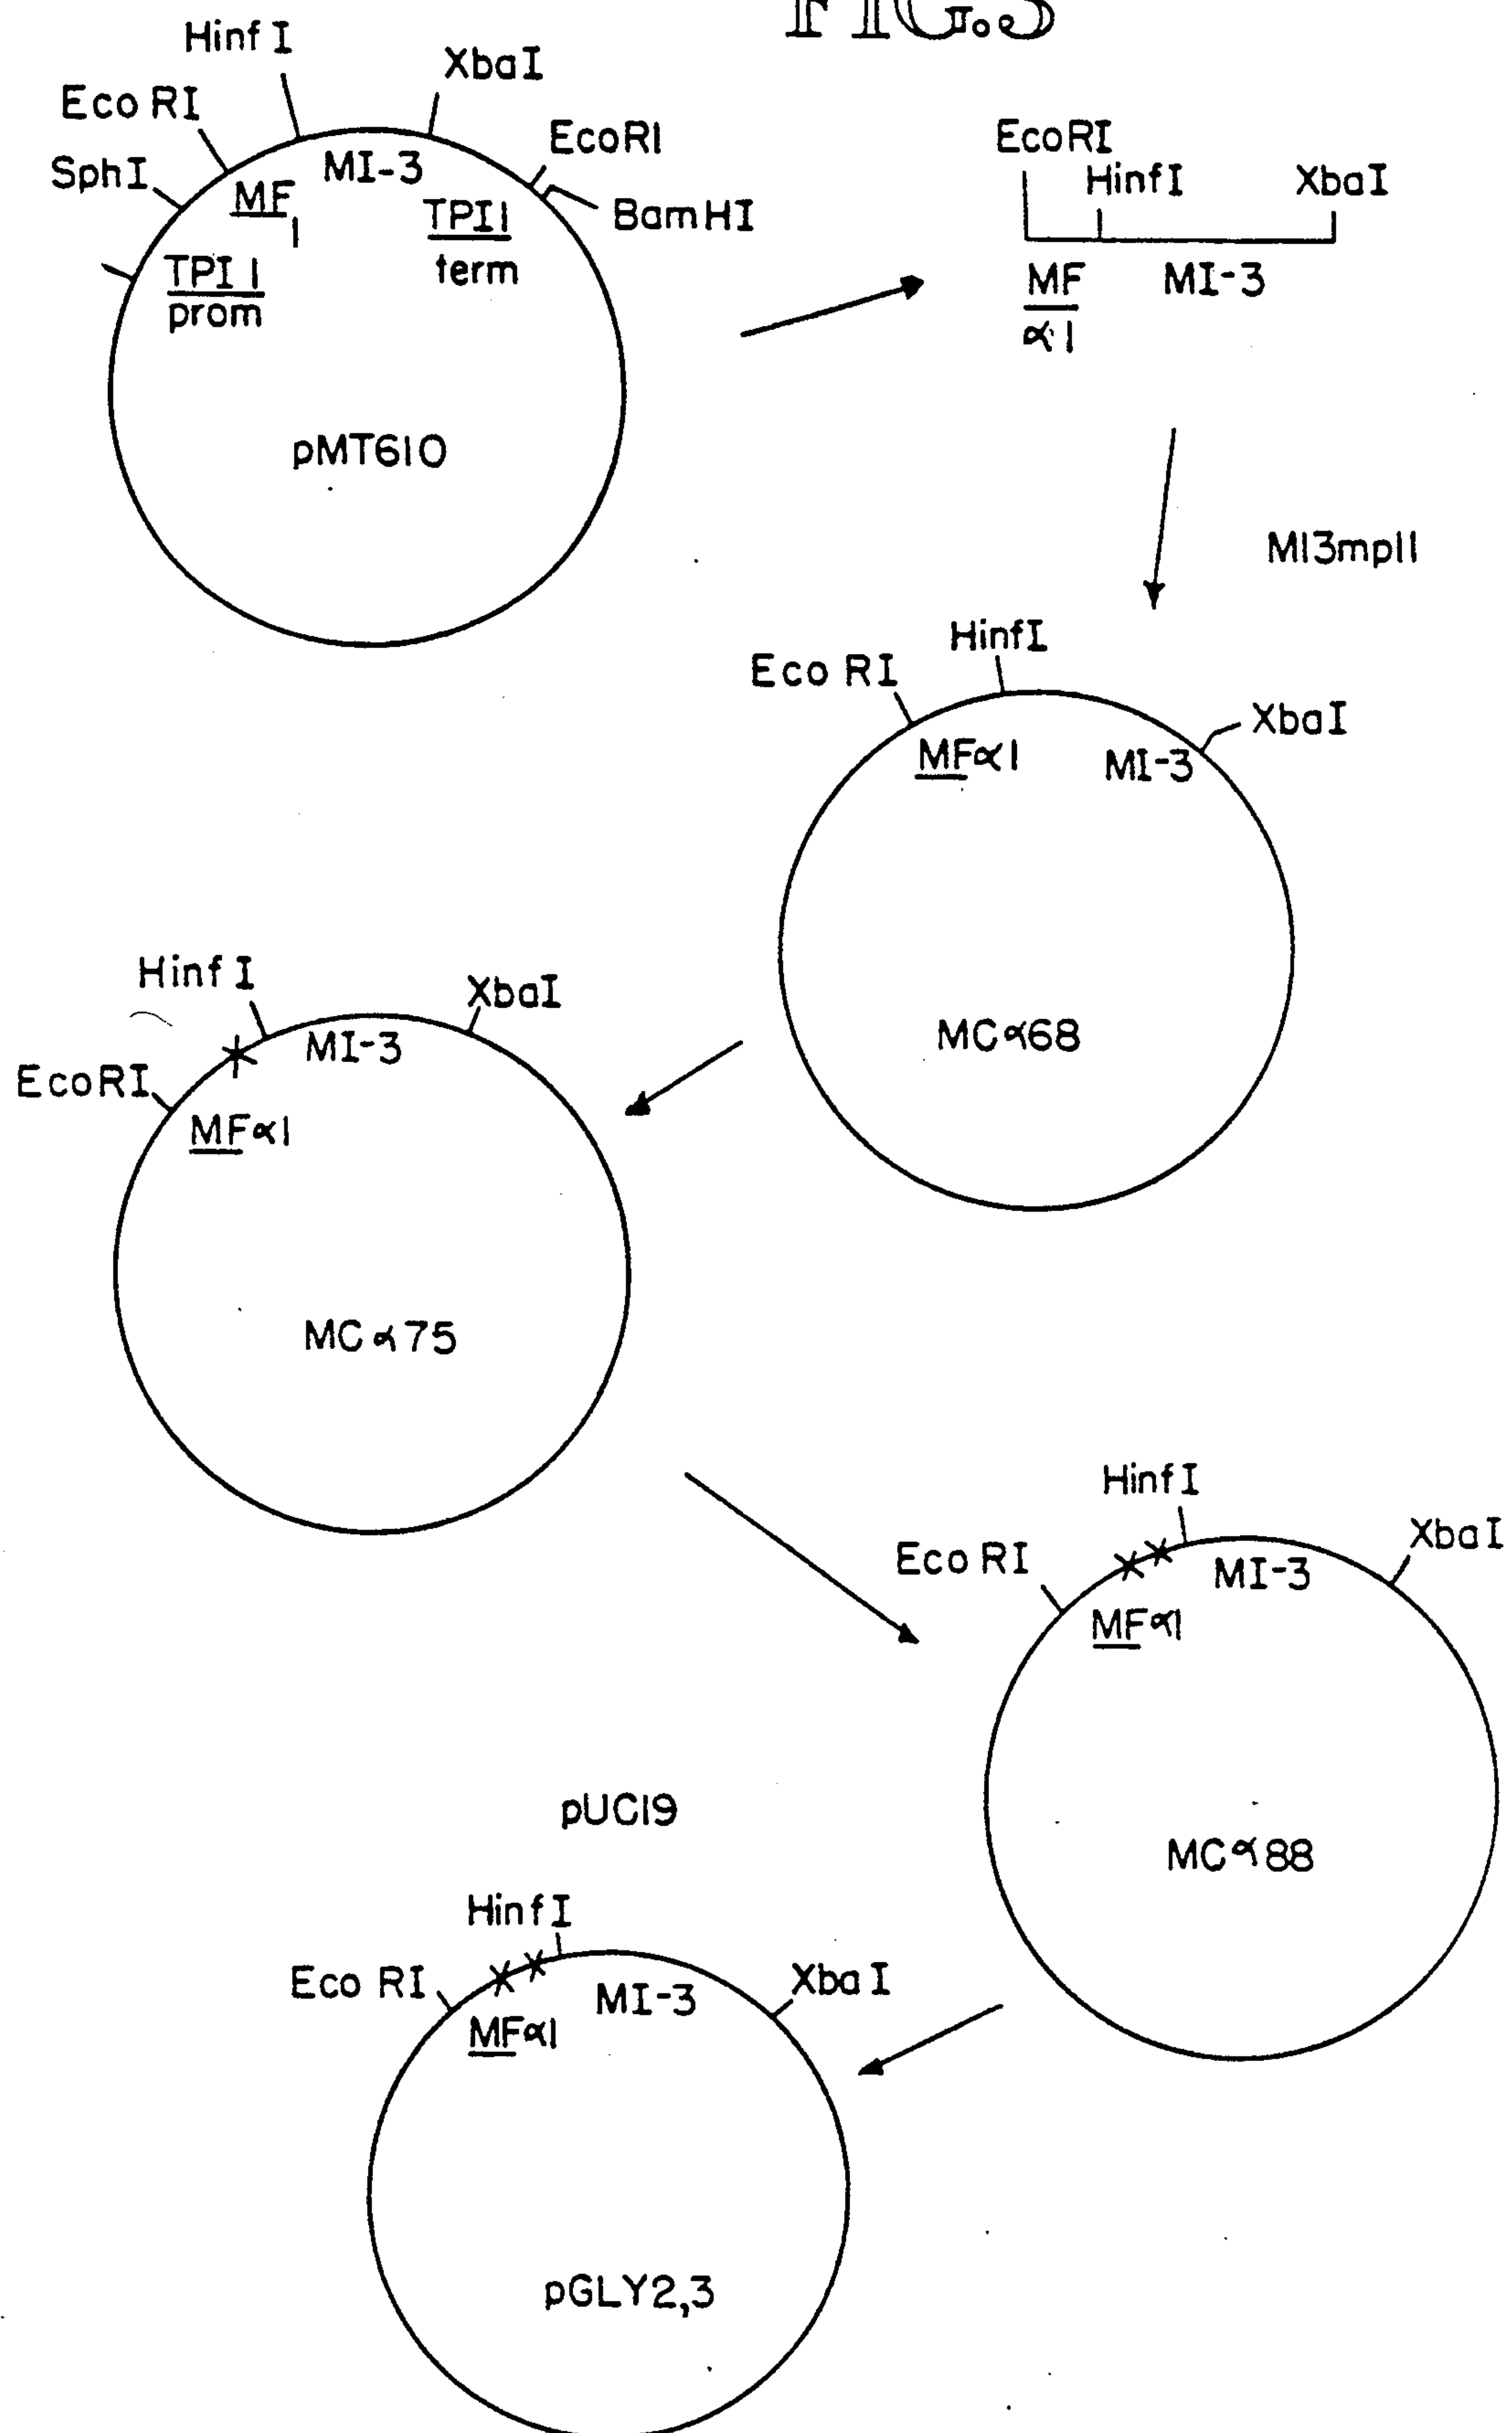 FIG.3
Hinf I
XbaI
Eco RI
EcoRI
SphI
MI-3
MF
1
BamHI
TPI1
term
TPI 1
prom
pMT610
EcoRI
HinfI
XbaI
MF
α1
MI-3
M13mp11
HinfI
Eco RI
XbaI
MFα1
MI-3
MCα68
Hinf I
XbaI
MI-3
EcoRI
MFα1
MCα75
HinfI
XbaI
Eco RI
MI-3
MFα1
MCα88
pUC19
Hinf I
Eco RI
XbaI
MI-3
MFα1
pGLY2,3